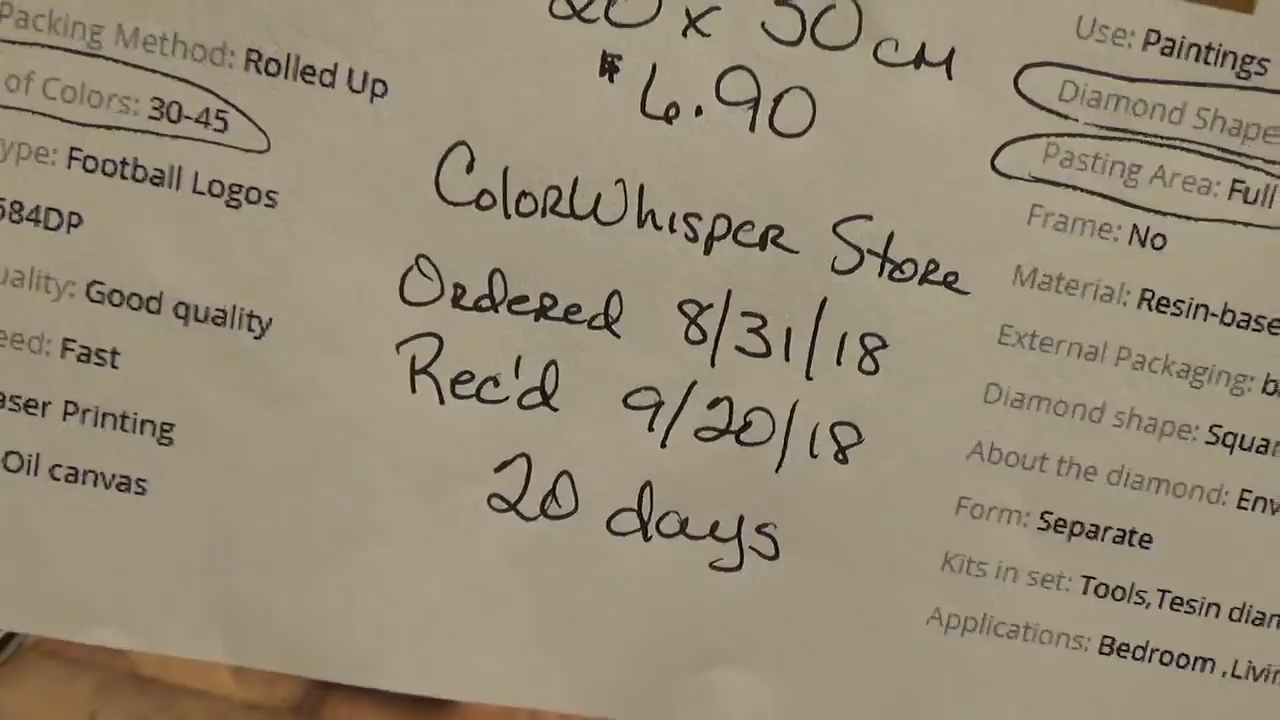 Packing Method: Rolled Up
of Colors: 30-45
ype: Football Logos
684DP
uality: Good quality
eed: Fast
aser Printing
Oil canvas
20 x 30 cm
$6.90
ColorWhisper Store
Ordered 8/31/18
Rec'd 9/20/18
20 days
Use: Paintings
Diamond Shape
Pasting Area: Full
Frame: No
Material: Resin-base
External Packaging: b
Diamond shape: Squar
About the diamond: Env
Form: Separate
Kits in set: Tools,Tesin dian
Applications: Bedroom ,Livin